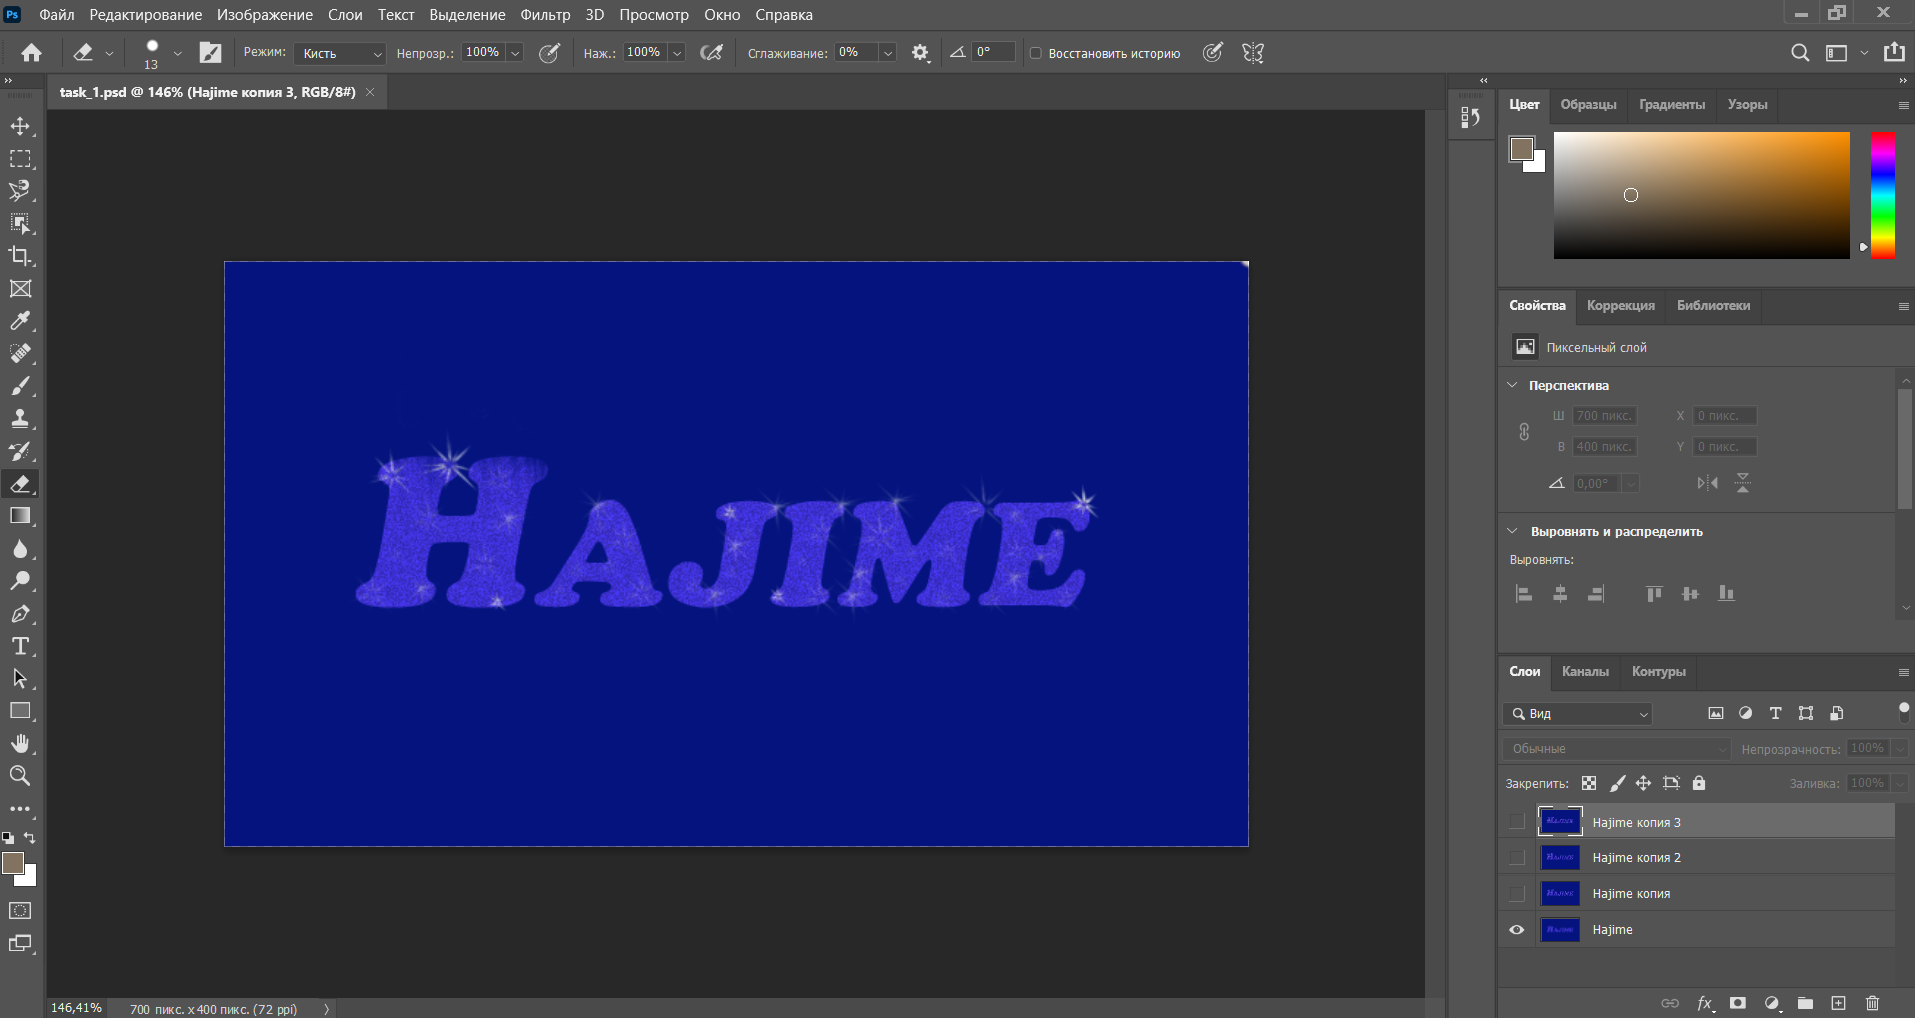 Ps Файл Редактирование Изображение Слои Текст Выделение Фильтр 3D Просмотр Окно Справка
13 Режим: Кисть Непрозр.: 100% Наж.: 100% Сглаживание: 0% 0° Восстановить историю
task_1.psd @ 146% (Hajime копия 3, RGB/8#)
HAJIME
146,41% 700 пикс. x 400 пикс. (72 ppi)
Цвет Образцы Градиенты Узоры
Свойства Коррекция Библиотеки
Пиксельный слой
Перспектива
Ш 700 пикс. X 0 пикс.
В 400 пикс. Y 0 пикс.
0,00°
Выровнять и распределить
Выровнять:
Слои Каналы Контуры
Вид
Обычные Непрозрачность: 100%
Закрепить: Заливка: 100%
Hajime копия 3
Hajime копия 2
Hajime копия
Hajime
fx